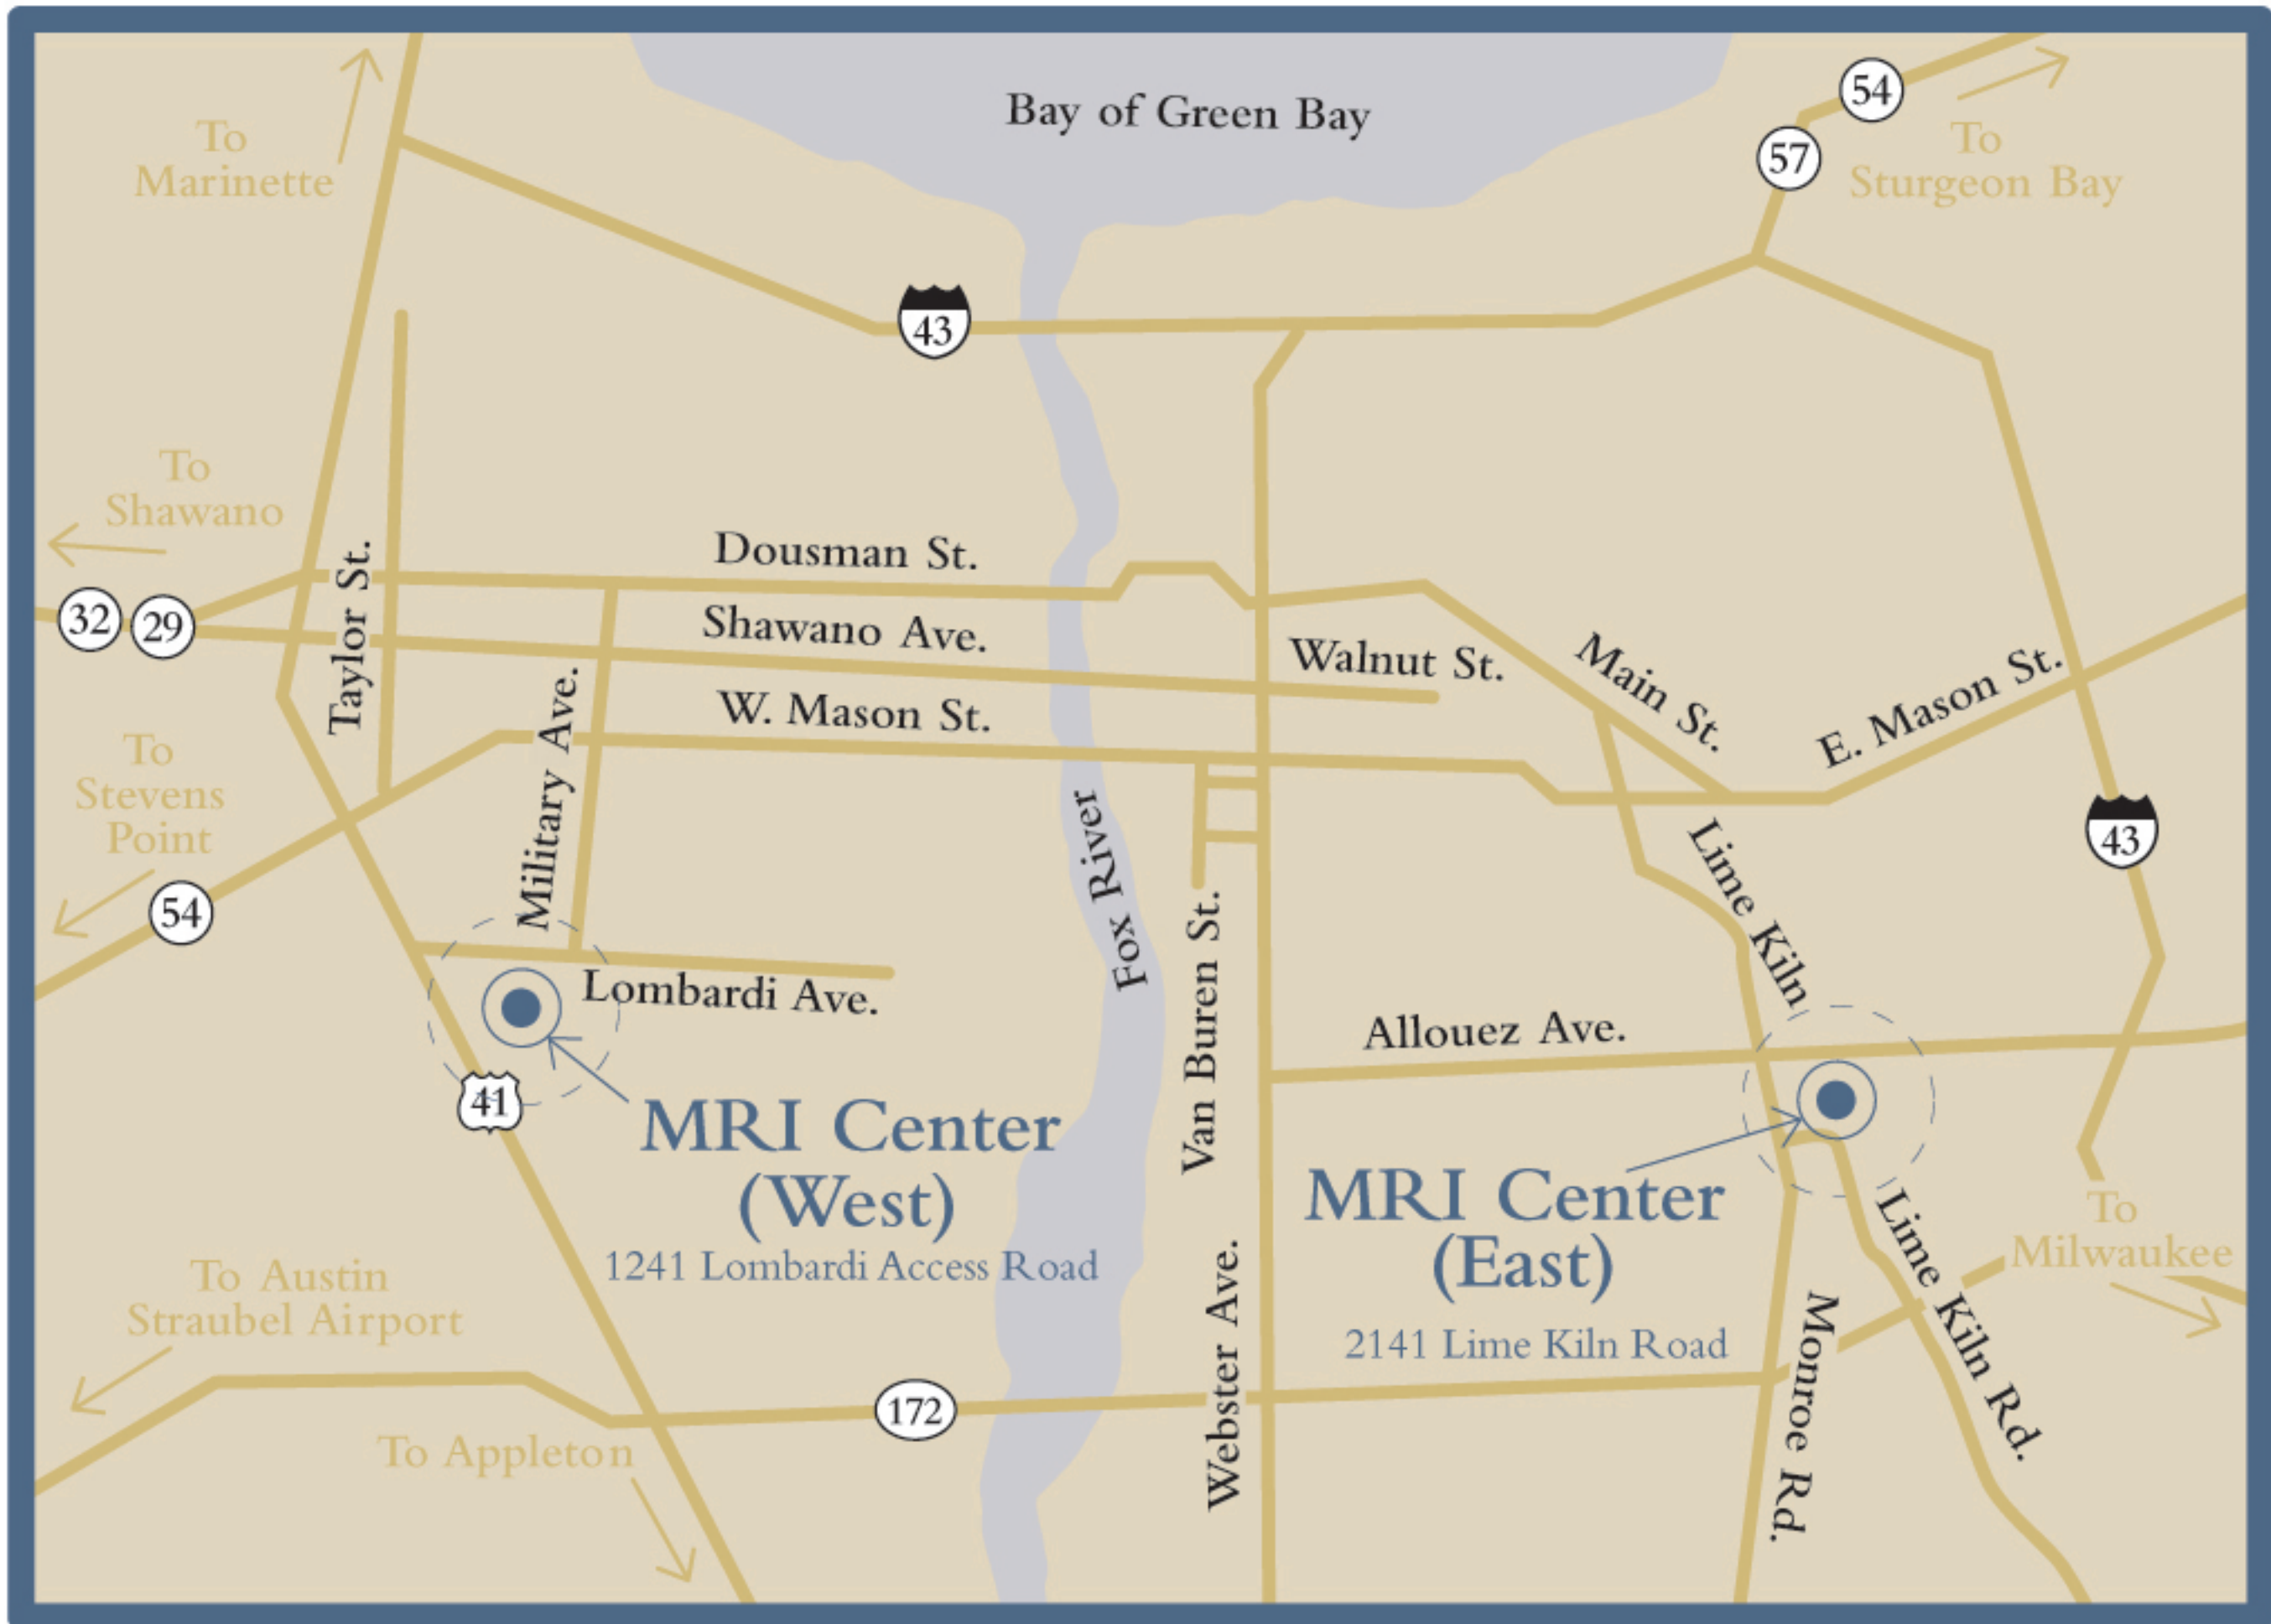 Bay of Green Bay
54
57
To
Sturgeon Bay
To
Marinette
43
To
Shawano
32
29
Taylor St.
Dousman St.
Shawano Ave.
Walnut St.
W. Mason St.
Main St.
E. Mason St.
Military Ave.
To
Stevens
Point
54
Fox River
43
Lime Kiln
Van Buren St.
Lombardi Ave.
Allouez Ave.
41
MRI Center
(West)
1241 Lombardi Access Road
MRI Center
(East)
2141 Lime Kiln Road
To
Milwaukee
Lime Kiln Rd.
Monroe Rd.
Webster Ave.
To Austin
Straubel Airport
172
To Appleton